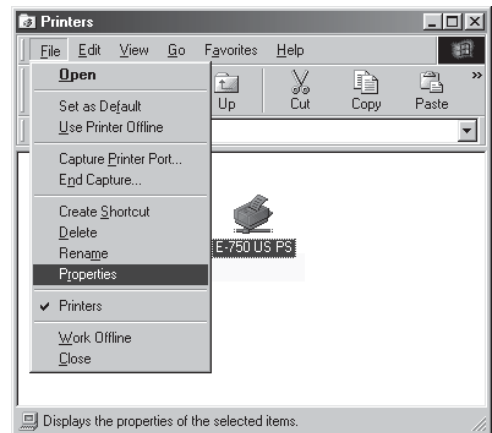 Printers
File Edit View Go Favorites Help
Open
Set as Default
Use Printer Offline
Capture Printer Port...
End Capture...
Create Shortcut
Delete
Rename
Properties
✓ Printers
Work Offline
Close
Up Cut Copy Paste »
E-750 US PS
Displays the properties of the selected items.